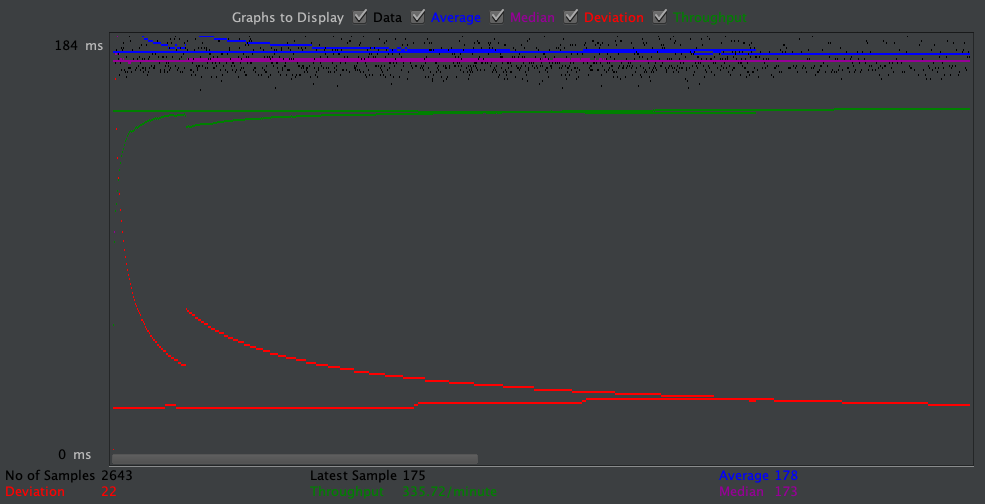 Graphs to Display Data Average Median Deviation Throughput
184 ms
0 ms
No of Samples 2643 Latest Sample 175 Average 178
Deviation 22 Throughput 335.72/minute Median 175